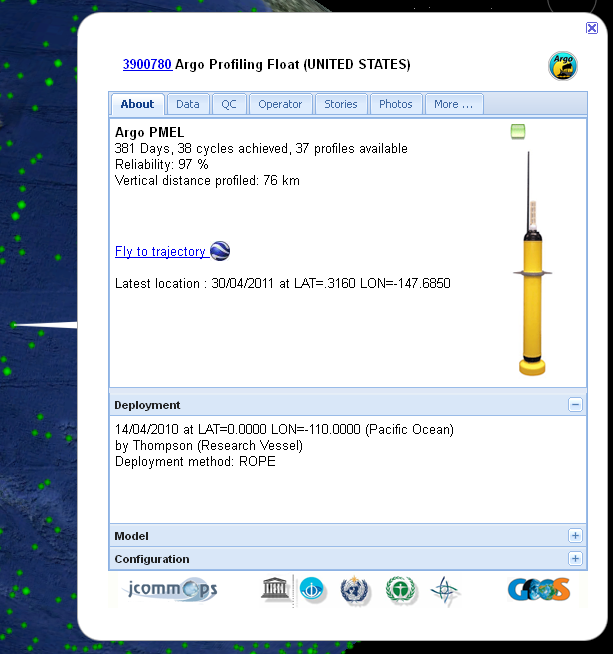 3900780 Argo Profiling Float (UNITED STATES)
Argo
About Data QC Operator Stories Photos More ...
Argo PMEL
381 Days, 38 cycles achieved, 37 profiles available
Reliability: 97 %
Vertical distance profiled: 76 km
Fly to trajectory
Latest location : 30/04/2011 at LAT=.3160 LON=-147.6850
Deployment
14/04/2010 at LAT=0.0000 LON=-110.0000 (Pacific Ocean)
by Thompson (Research Vessel)
Deployment method: ROPE
Model
Configuration
jcommOps
GOOS